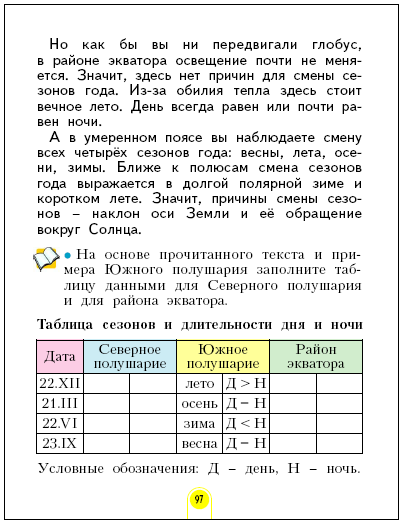 Но как бы вы ни передвигали глобус,
в районе экватора освещение почти не меня-
ется. Значит, здесь нет причин для смены се-
зонов года. Из-за обилия тепла здесь стоит
вечное лето. День всегда равен или почти ра-
вен ночи.
А в умеренном поясе вы наблюдаете смену
всех четырёх сезонов года: весны, лета, осе-
ни, зимы. Ближе к полюсам смена сезонов
года выражается в долгой полярной зиме и
коротком лете. Значит, причины смены сезо-
нов – наклон оси Земли и её обращение
вокруг Солнца.
• На основе прочитанного текста и при-
мера Южного полушария заполните таб-
лицу данными для Северного полушария
и для района экватора.
Таблица сезонов и длительности дня и ночи
Дата Северное полушарие Южное полушарие Район экватора
22.XII лето Д > Н
21.III осень Д = Н
22.VI зима Д < Н
23.IX весна Д = Н
Условные обозначения: Д – день, Н – ночь.
97